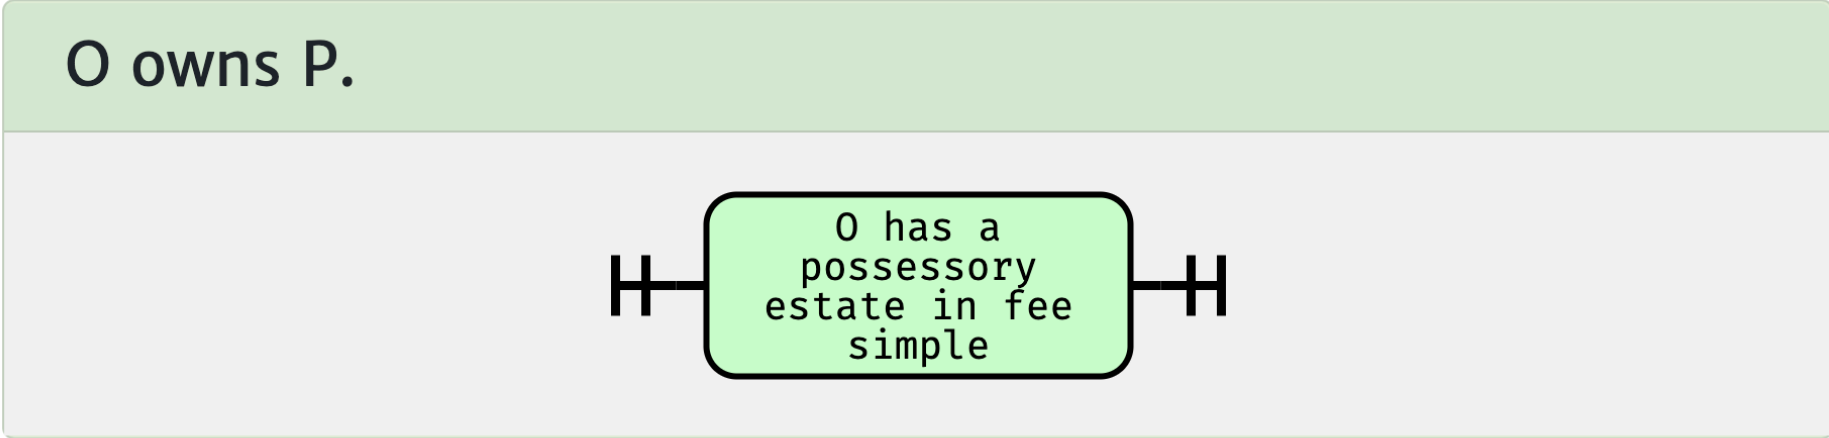 O owns P.
O has a
possessory
estate in fee
simple